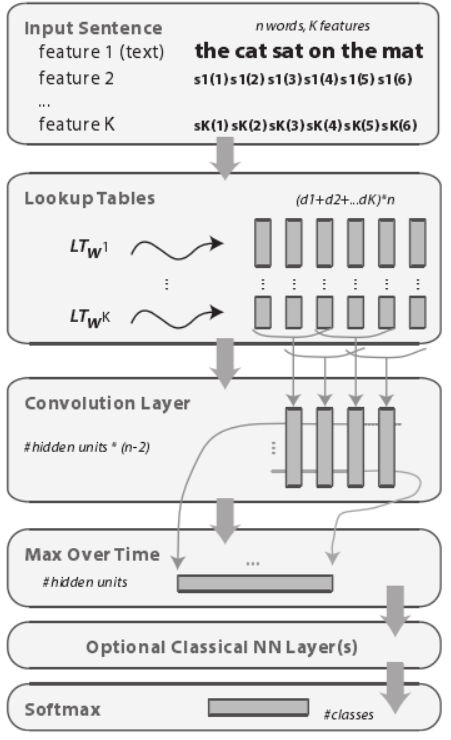 Input Sentence
n words, K features
feature 1 (text) the cat sat on the mat
feature 2 s1(1) s1(2) s1(3) s1(4) s1(5) s1(6)
...
feature K sK(1) sK(2) sK(3) sK(4) sK(5) sK(6)
Lookup Tables
(d1+d2+...dK)*n
LTW1
LTWK
Convolution Layer
#hidden units * (n-2)
Max Over Time
...
#hidden units
Optional Classical NN Layer(s)
Softmax
#classes